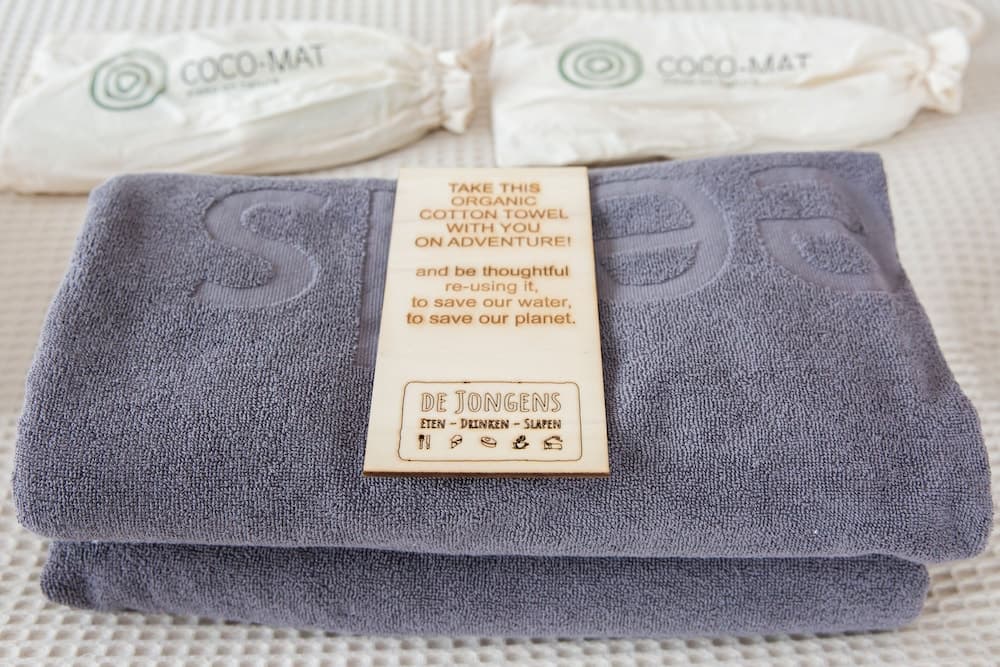 COCO-MAT
COCO-MAT
TAKE THIS
ORGANIC
COTTON TOWEL
WITH YOU
ON ADVENTURE!
and be thoughtful
re-using it,
to save our water,
to save our planet.
DE JONGENS
ETEN – DRINKEN – SLAPEN